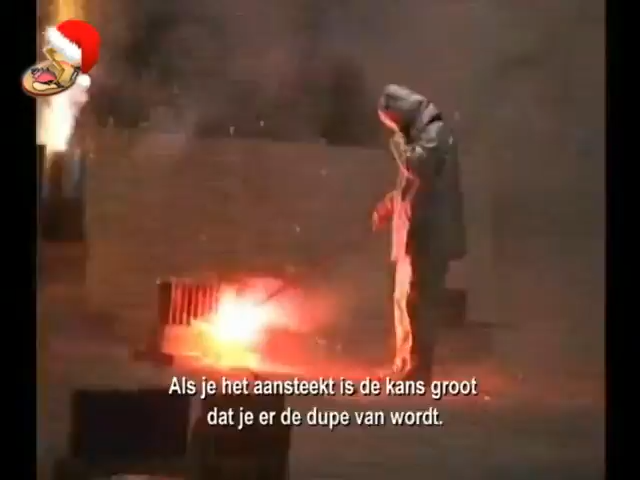 Als je het aansteekt is de kans groot
dat je er de dupe van wordt.